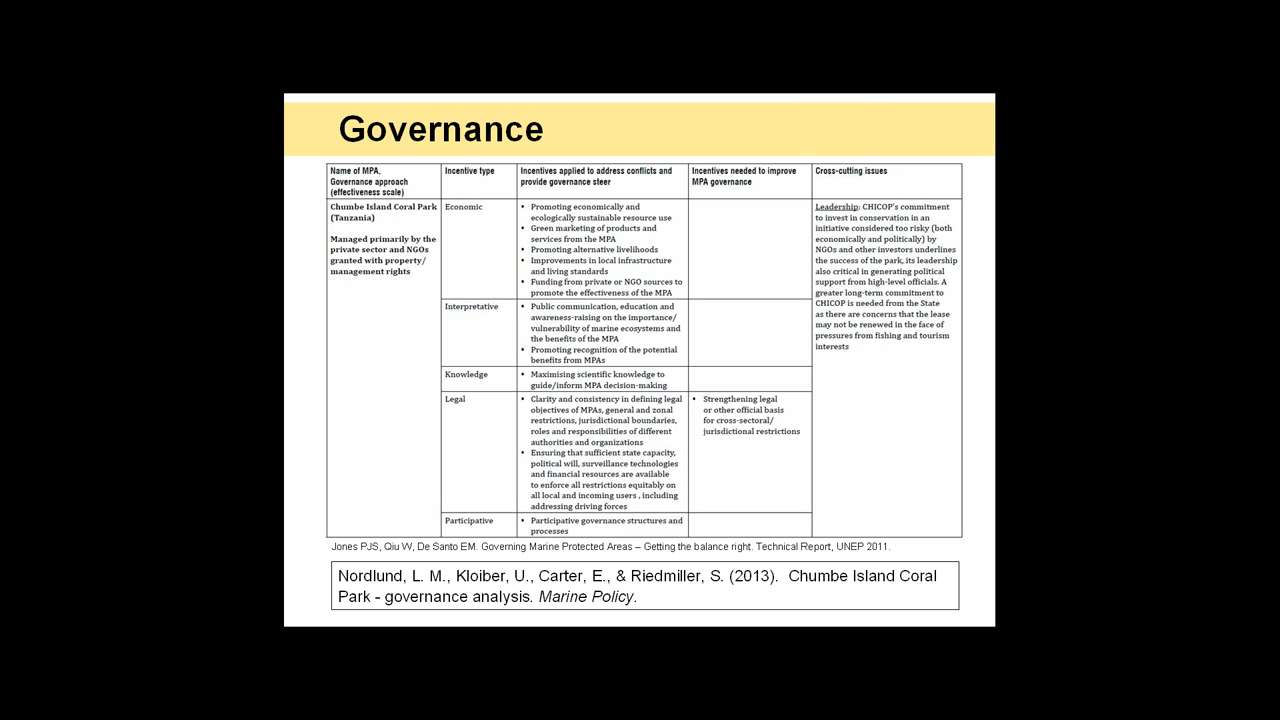 Governance
Name of MPA,
Governance approach
(effectiveness scale)
Incentive type
Incentives applied to address conflicts and
provide governance steer
Incentives needed to improve
MPA governance
Cross-cutting issues
Chumbe Island Coral Park
(Tanzania)
Managed primarily by the
private sector and NGOs
granted with property/
management rights
Economic
• Promoting economically and
ecologically sustainable resource use
• Green marketing of products and
services from the MPA
• Promoting alternative livelihoods
• Improvements in local infrastructure
and living standards
• Funding from private or NGO sources to
promote the effectiveness of the MPA
Leadership: CHICOP's commitment
to invest in conservation in an
initiative considered too risky (both
economically and politically) by
NGOs and other investors underlines
the success of the park, its leadership
also critical in generating political
support from high-level officials. A
greater long-term commitment to
CHICOP is needed from the State
as there are concerns that the lease
may not be renewed in the face of
pressures from fishing and tourism
interests
Interpretative
• Public communication, education and
awareness-raising on the importance/
vulnerability of marine ecosystems and
the benefits of the MPA
• Promoting recognition of the potential
benefits from MPAs
Knowledge
• Maximising scientific knowledge to
guide/inform MPA decision-making
Legal
• Clarity and consistency in defining legal
objectives of MPAs, general and zonal
restrictions, jurisdictional boundaries,
roles and responsibilities of different
authorities and organizations
• Ensuring that sufficient state capacity,
political will, surveillance technologies
and financial resources are available
to enforce all restrictions equitably on
all local and incoming users , including
addressing driving forces
• Strengthening legal
or other official basis
for cross-sectoral/
jurisdictional restrictions
Participative
• Participative governance structures and
processes
Jones PJS, Qiu W, De Santo EM. Governing Marine Protected Areas – Getting the balance right. Technical Report, UNEP 2011.
Nordlund, L. M., Kloiber, U., Carter, E., & Riedmiller, S. (2013). Chumbe Island Coral
Park - governance analysis. Marine Policy.